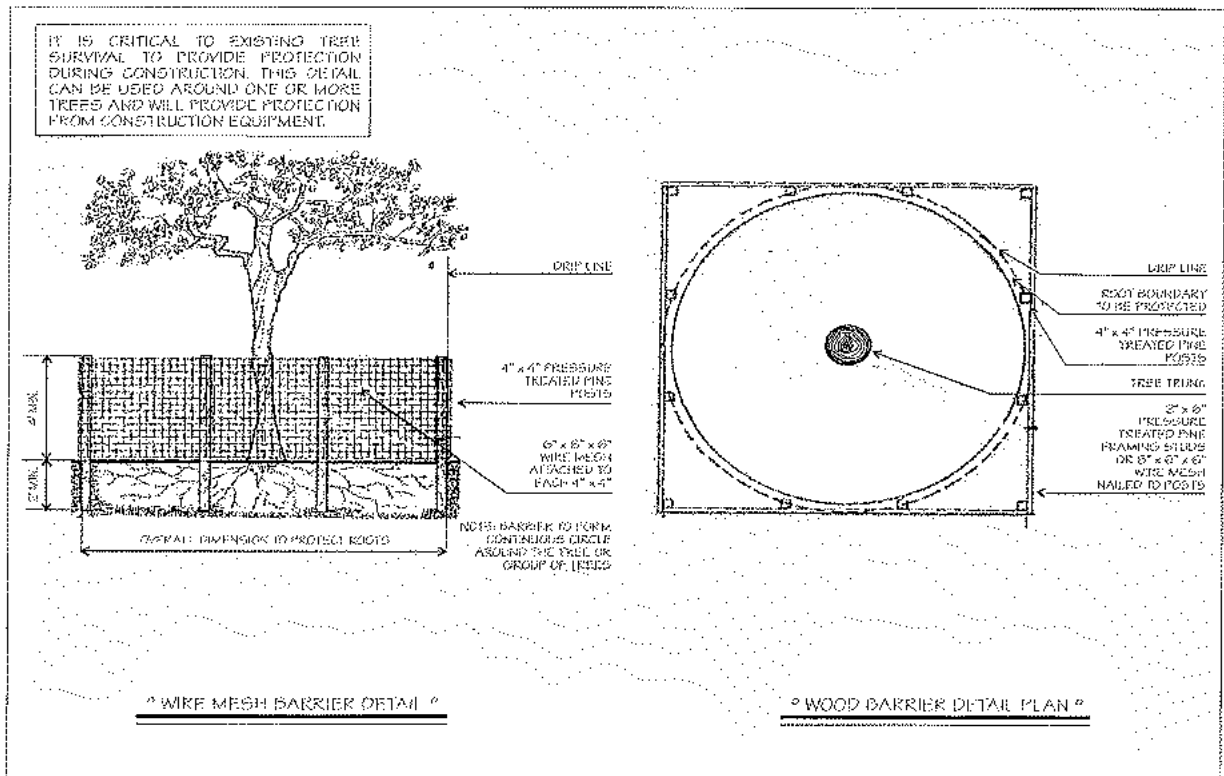 IT IS CRITICAL TO EXISTING TREE
SURVIVAL TO PROVIDE PROTECTION
DURING CONSTRUCTION. THIS DETAIL
CAN BE USED AROUND ONE OR MORE
TREES AND WILL PROVIDE PROTECTION
FROM CONSTRUCTION EQUIPMENT.
DRIP LINE
4" x 4" PRESSURE
TREATED PINE
POSTS
6" x 6" x 6"
WIRE MESH
ATTACHED TO
EACH 4" x 4"
NOTE: BARRIER TO FORM
CONTINUOUS CIRCLE
AROUND THE TREE OR
GROUP OF TREES
4' MIN.
MIN.
OVERALL DIMENSION TO PROTECT ROOTS
" WIRE MESH BARRIER DETAIL "
DRIP LINE
ROOT BOUNDARY
TO BE PROTECTED
4" x 4" PRESSURE
TREATED PINE
POSTS
TREE TRUNK
2" x 6"
PRESSURE
TREATED PINE
FRAMING STUDS
OR 6" x 6" x 6"
WIRE MESH
NAILED TO POSTS
" WOOD BARRIER DETAIL PLAN "